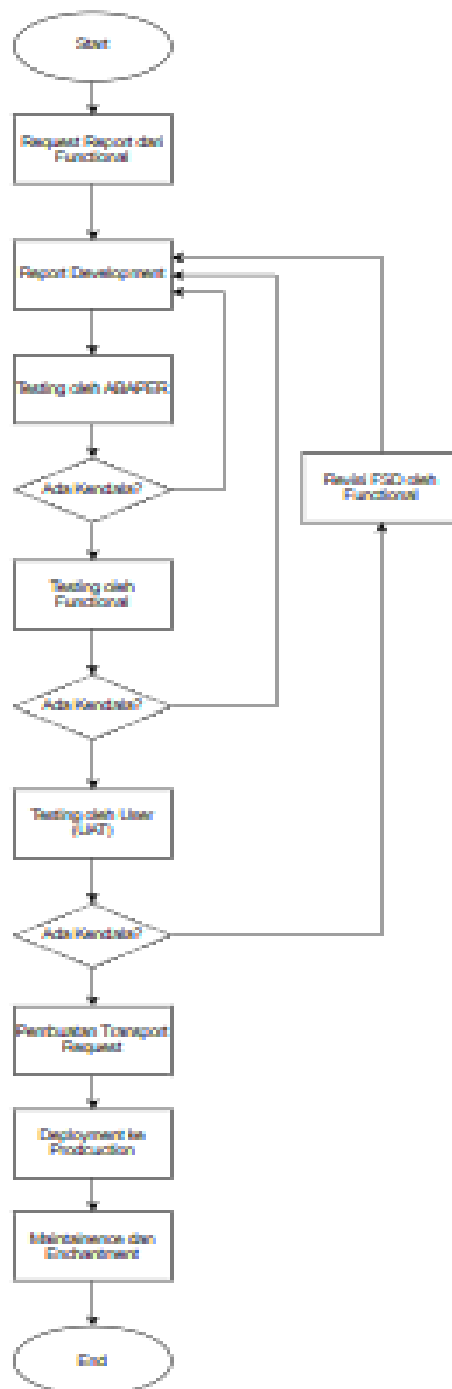 Start
Request Report dari
Functional
Report Development
Testing oleh ABAPER
Ada Kendala?
Revisi FSD oleh
Functional
Testing oleh
Functional
Ada Kendala?
Testing oleh User
(UAT)
Ada Kendala?
Pembuatan Transport
Request
Deployment ke
Production
Maintainence dan
Enchantment
End